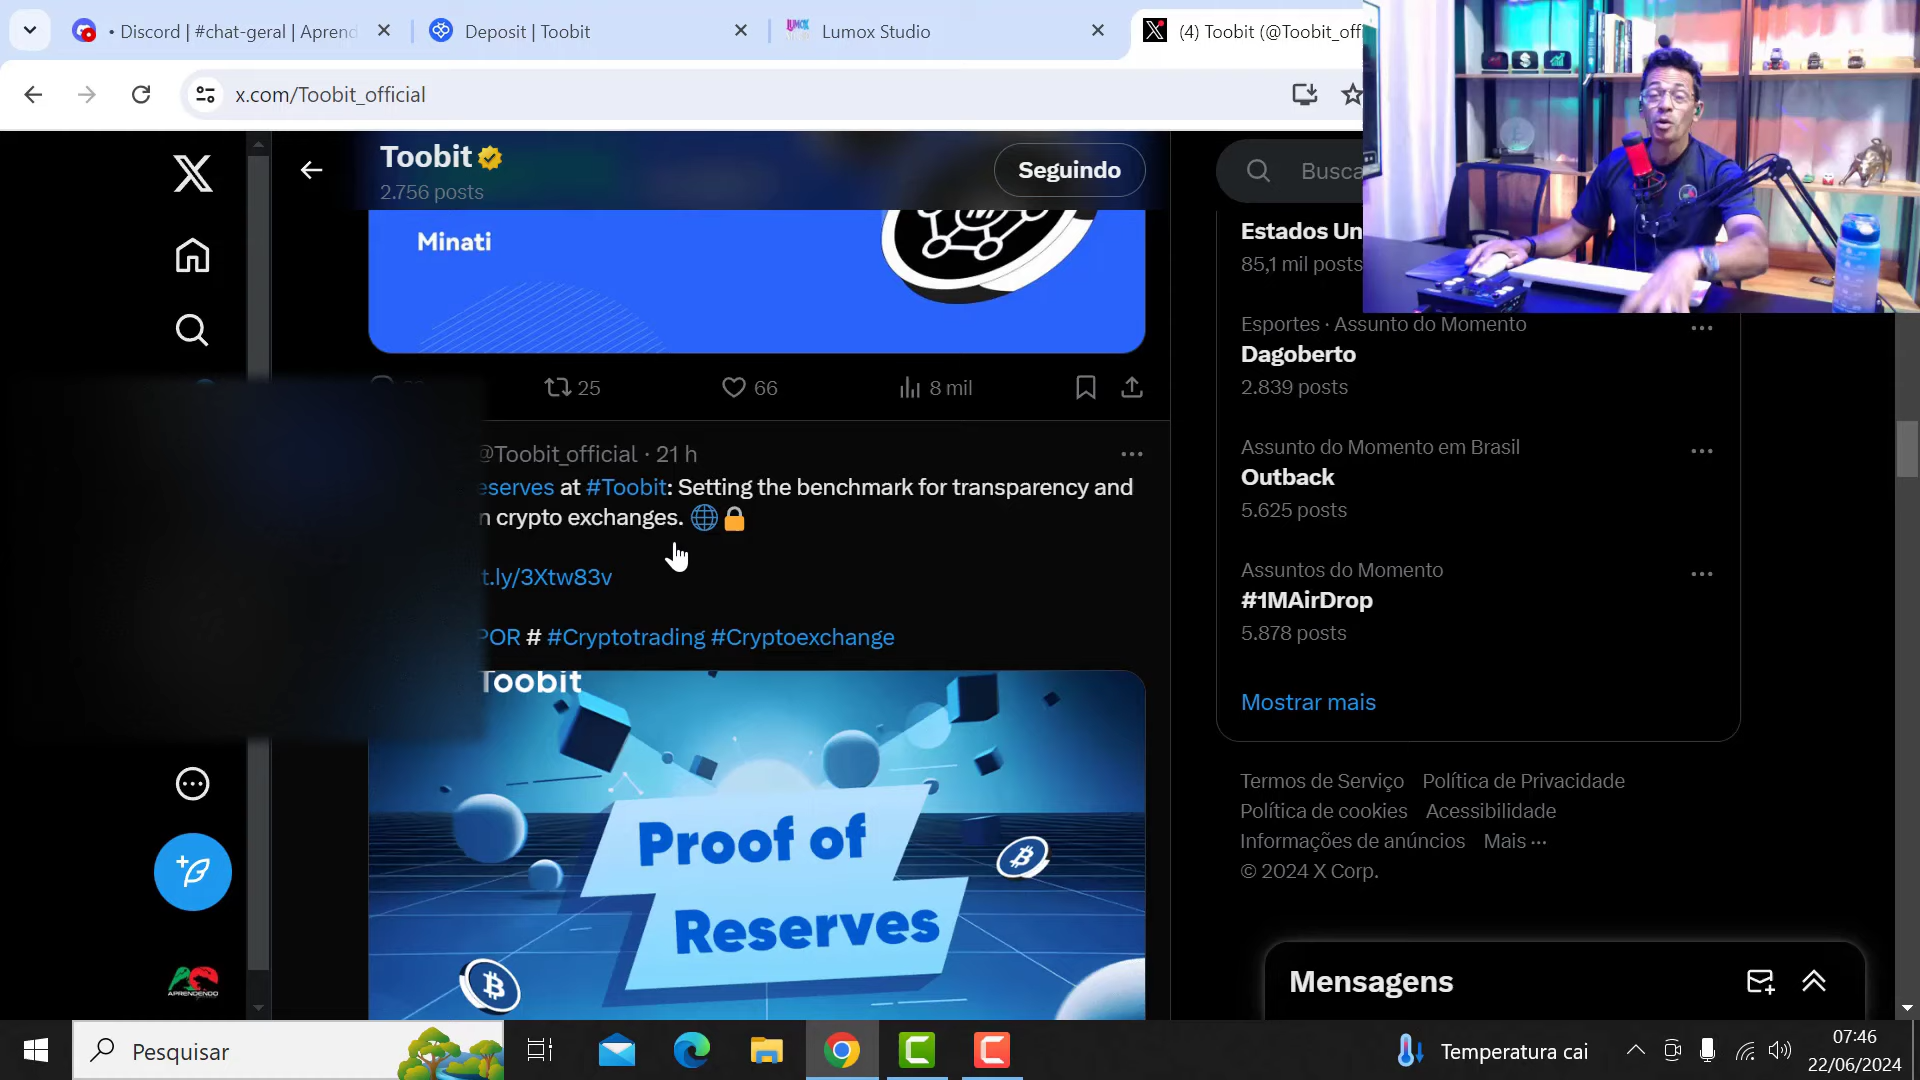 • Discord | #chat-geral | Aprend
Deposit | Toobit
Lumox Studio
(4) Toobit (@Toobit_off
x.com/Toobit_official
Toobit
2.756 posts
Seguindo
Busca
Minati
25
66
8 mil
@Toobit_official · 21 h
eserves at #Toobit: Setting the benchmark for transparency and
n crypto exchanges.
t.ly/3Xtw83v
POR # #Cryptotrading #Cryptoexchange
Toobit
Proof of
Reserves
Estados Un
85,1 mil posts
Esportes · Assunto do Momento
Dagoberto
2.839 posts
Assunto do Momento em Brasil
Outback
5.625 posts
Assuntos do Momento
#1MAirDrop
5.878 posts
Mostrar mais
Termos de Serviço Política de Privacidade
Política de cookies Acessibilidade
Informações de anúncios Mais ···
© 2024 X Corp.
Mensagens
APRENDENDO
Pesquisar
Temperatura cai
07:46
22/06/2024